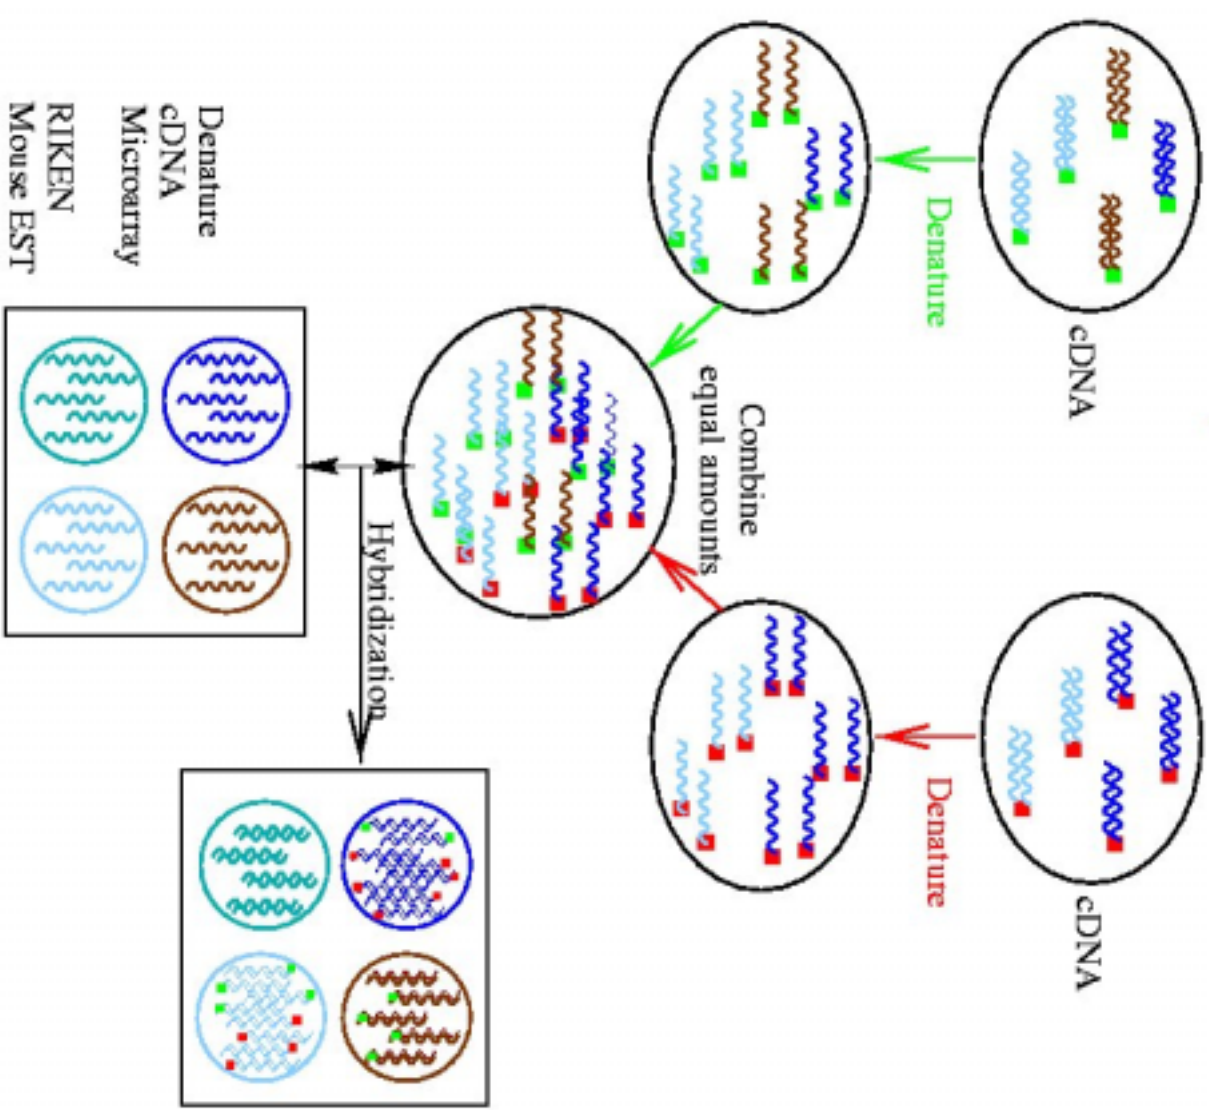 cDNA
cDNA
Denature
Denature
Combine
equal amounts
Hybridization
Denature
cDNA
Microarray
RIKEN
Mouse EST